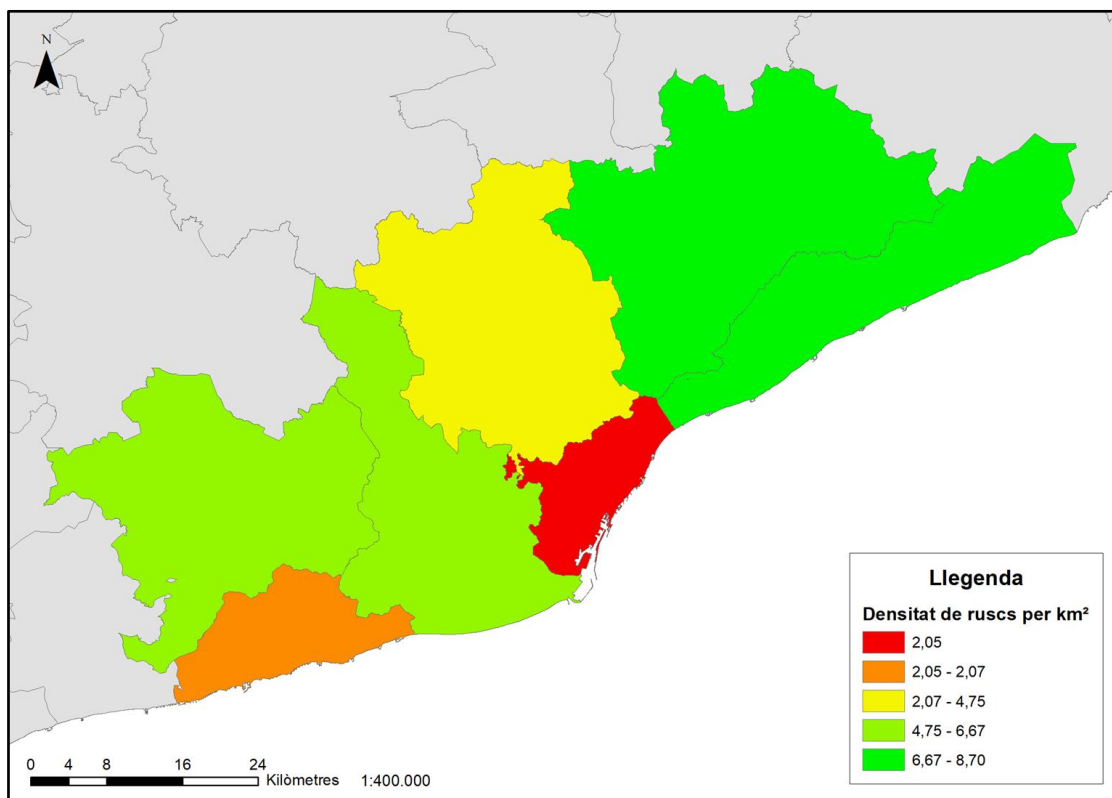 N
Llegenda
Densitat de ruscs per km²
2,05
2,05 - 2,07
2,07 - 4,75
4,75 - 6,67
6,67 - 8,70
0 4 8 16 24
Kilòmetres 1:400.000